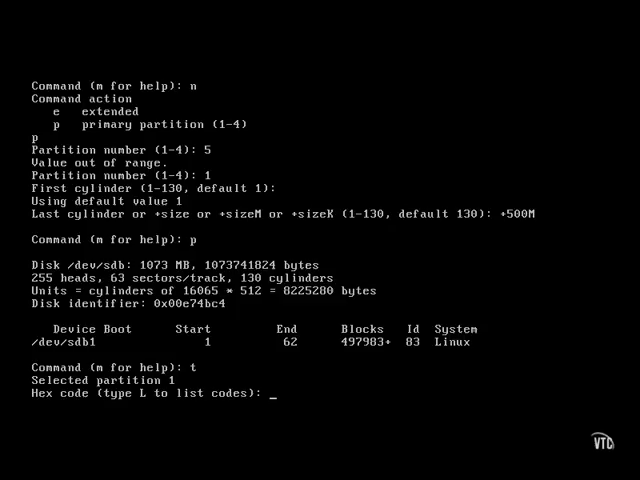 Command (m for help): n
Command action
   e   extended
   p   primary partition (1-4)
p
Partition number (1-4): 5
Value out of range.
Partition number (1-4): 1
First cylinder (1-130, default 1):
Using default value 1
Last cylinder or +size or +sizeM or +sizeK (1-130, default 130): +500M

Command (m for help): p

Disk /dev/sdb: 1073 MB, 1073741824 bytes
255 heads, 63 sectors/track, 130 cylinders
Units = cylinders of 16065 * 512 = 8225280 bytes
Disk identifier: 0x00e74bc4

   Device Boot      Start         End      Blocks   Id  System
/dev/sdb1               1          62      497983+  83  Linux

Command (m for help): t
Selected partition 1
Hex code (type L to list codes): _
VTC